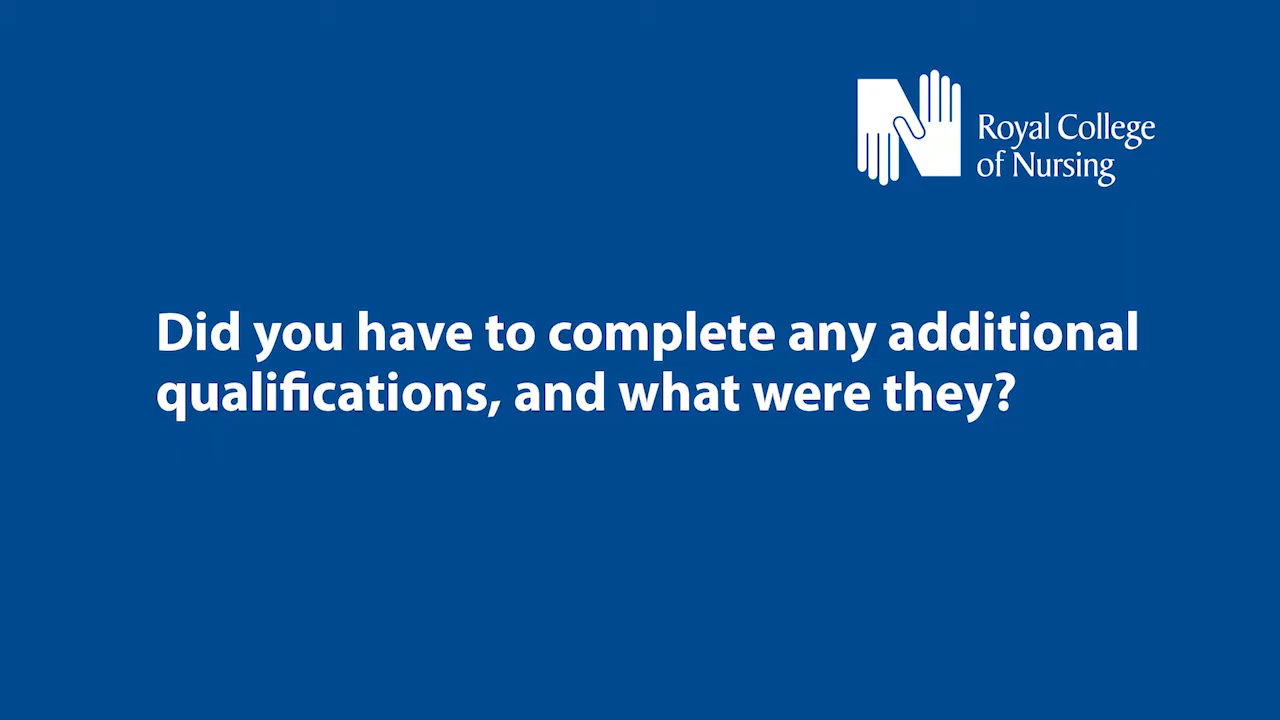 Royal College
of Nursing
Did you have to complete any additional
qualifications, and what were they?